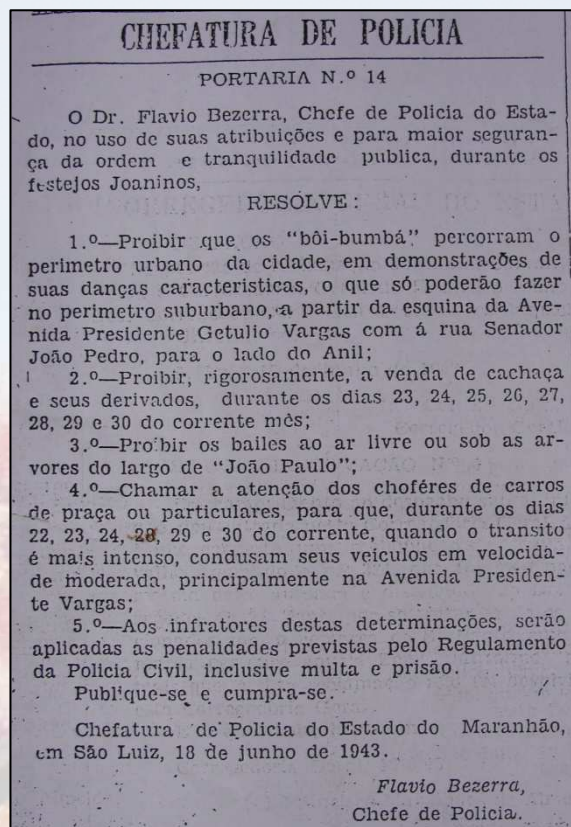 CHEFATURA DE POLICIA
PORTARIA N.º 14
O Dr. Flavio Bezerra, Chefe de Policia do Esta-
do, no uso de suas atribuições e para maior seguran-
ça da ordem e tranquilidade publica, durante os
festejos Joaninos,
RESOLVE:
1.º—Proibir que os "bôi-bumbá" percorram o
perimetro urbano da cidade, em demonstrações de
suas danças caracteristicas, o que só poderão fazer
no perimetro suburbano, a partir da esquina da Ave-
nida Presidente Getulio Vargas com á rua Senador
João Pedro, para o lado do Anil;
2.º—Proibir, rigorosamente, a venda de cachaça
e seus derivados, durante os dias 23, 24, 25, 26, 27,
28, 29 e 30 do corrente mês;
3.º—Proibir os bailes ao ar livre ou sob as ar-
vores do largo de "João Paulo";
4.º—Chamar a atenção dos choféres de carros
de praça ou particulares, para que, durante os dias
22, 23, 24, 28, 29 e 30 do corrente, quando o transito
é mais intenso, condusam seus veículos em velocida-
de moderada, principalmente na Avenida Presiden-
te Vargas;
5.º—Aos infratores destas determinações, serão
aplicadas as penalidades previstas pelo Regulamento
da Policia Civil, inclusive multa e prisão.
Publique-se e cumpra-se.
Chefatura de Policia do Estado do Maranhão,
em São Luiz, 18 de junho de 1943.
Flavio Bezerra,
Chefe de Policia.